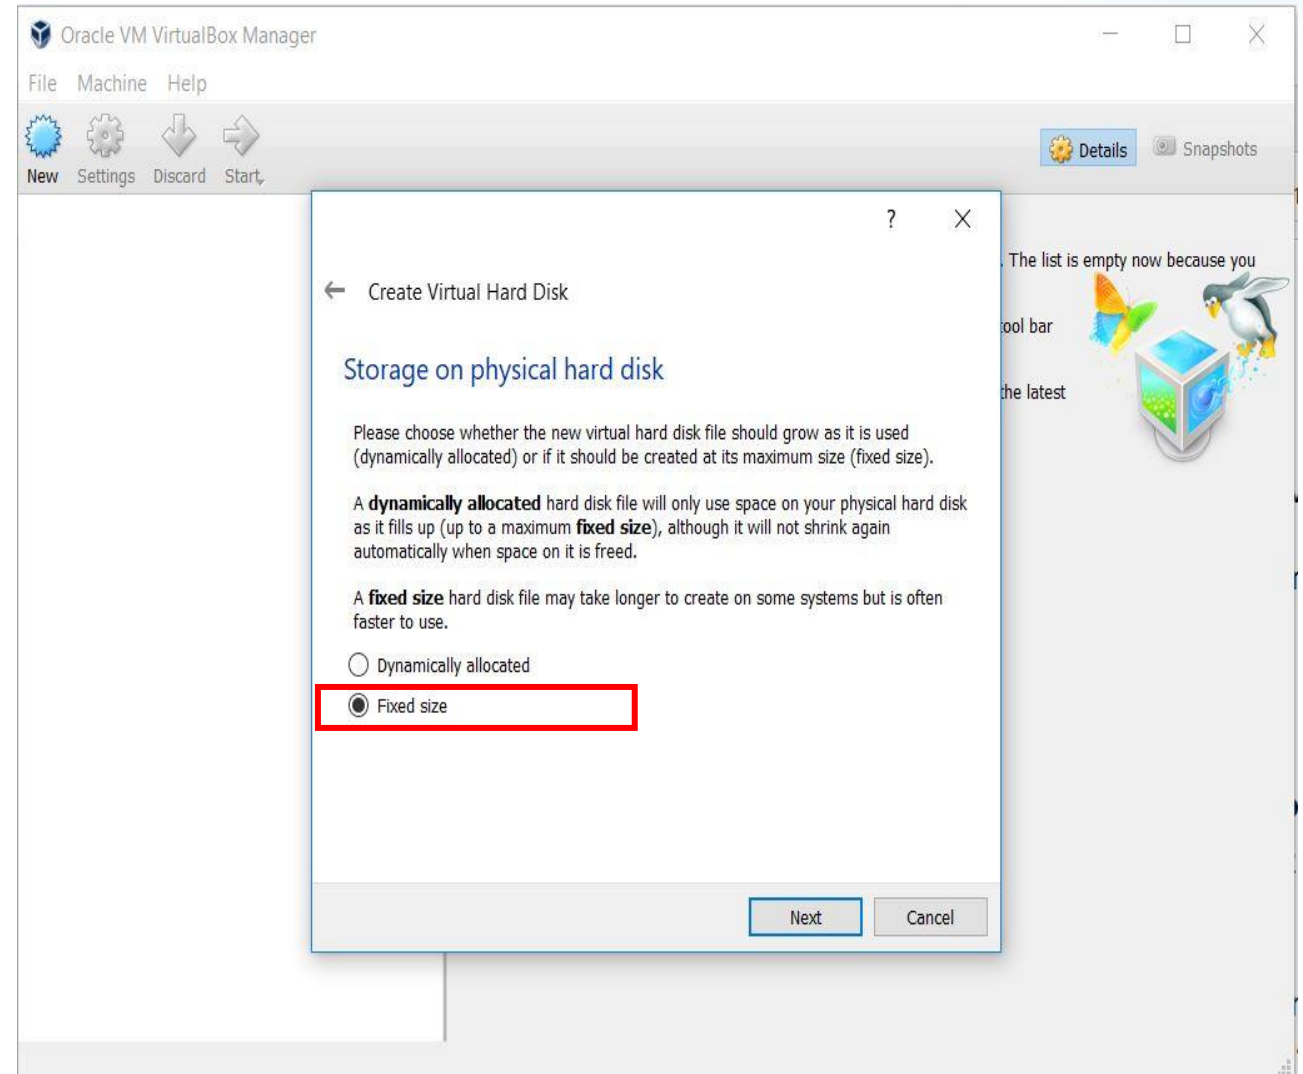 Oracle VM VirtualBox Manager
File Machine Help
New Settings Discard Start
Details Snapshots
. The list is empty now because you
tool bar
the latest
? X
Create Virtual Hard Disk
Storage on physical hard disk
Please choose whether the new virtual hard disk file should grow as it is used
(dynamically allocated) or if it should be created at its maximum size (fixed size).
A dynamically allocated hard disk file will only use space on your physical hard disk
as it fills up (up to a maximum fixed size), although it will not shrink again
automatically when space on it is freed.
A fixed size hard disk file may take longer to create on some systems but is often
faster to use.
Dynamically allocated
Fixed size
Next Cancel